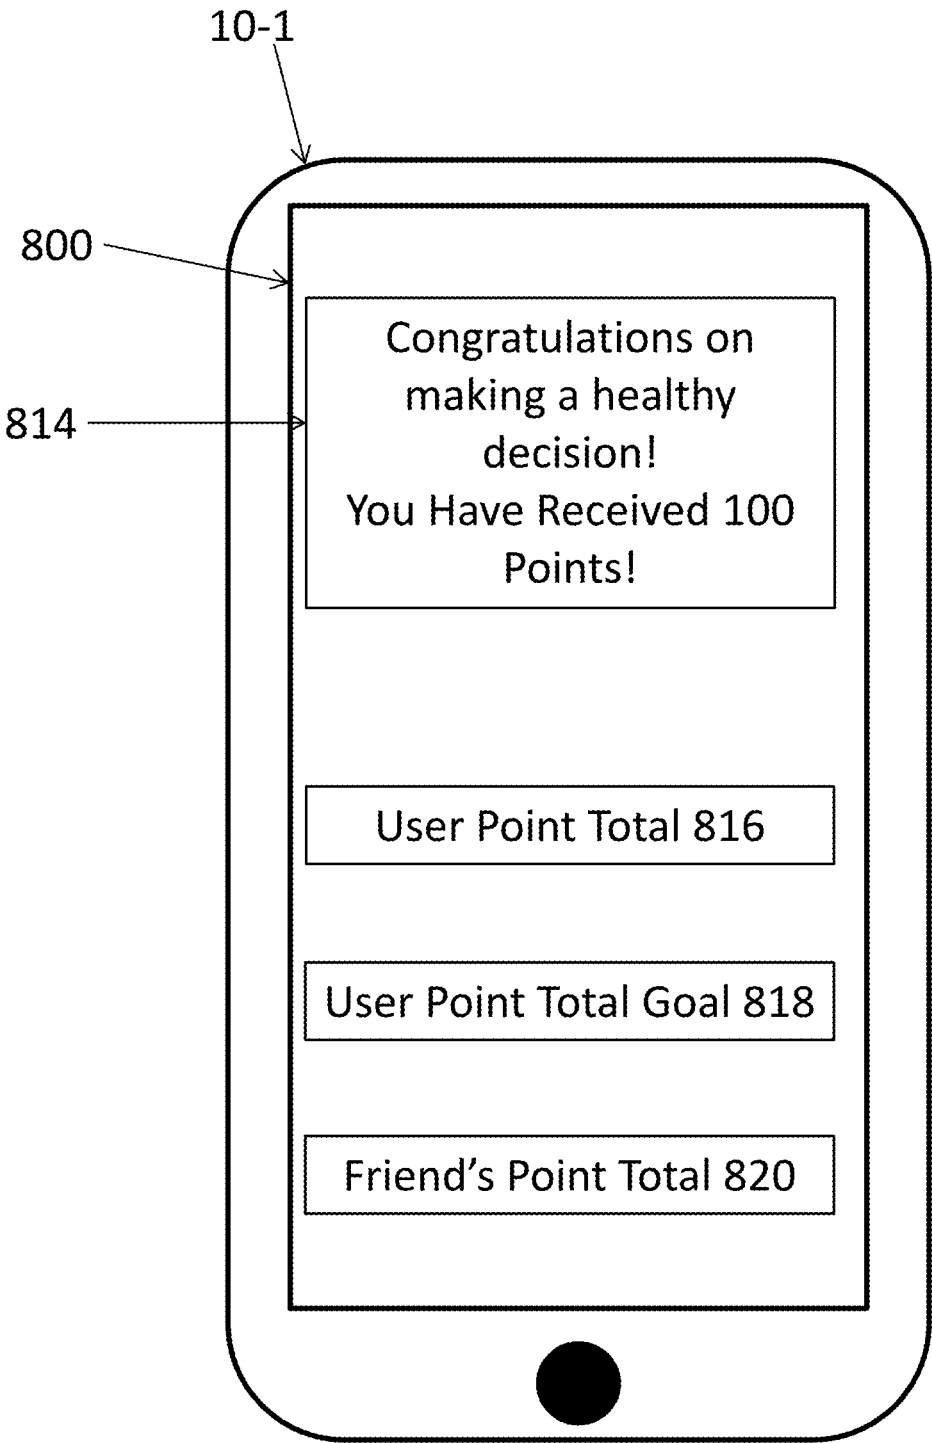 10-1
800
Congratulations on
making a healthy
decision!
You Have Received 100
Points!
814
User Point Total 816
User Point Total Goal 818
Friend’s Point Total 820